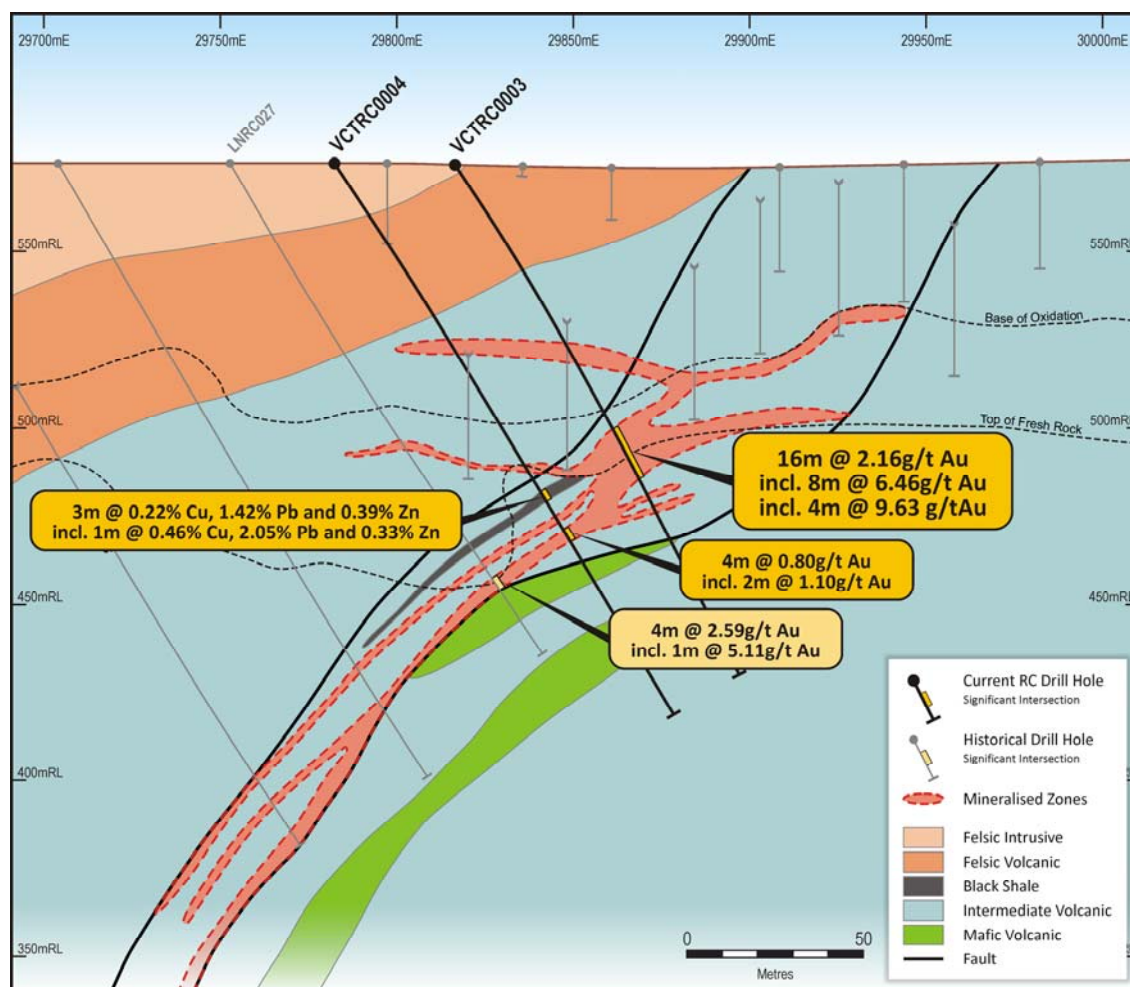 29700mE
29750mE
29800mE
29850mE
29900mE
29950mE
30000mE
LNRC027
VCTRC0004
VCTRC0003
550mRL
550mRL
Base of Oxidation
500mRL
500mRL
Top of Fresh Rock
16m @ 2.16g/t Au
incl. 8m @ 6.46g/t Au
incl. 4m @ 9.63 g/tAu
3m @ 0.22% Cu, 1.42% Pb and 0.39% Zn
incl. 1m @ 0.46% Cu, 2.05% Pb and 0.33% Zn
4m @ 0.80g/t Au
incl. 2m @ 1.10g/t Au
450mRL
450mRL
4m @ 2.59g/t Au
incl. 1m @ 5.11g/t Au
400mRL
350mRL
0
50
Metres
Current RC Drill Hole
Significant Intersection
Historical Drill Hole
Significant Intersection
Mineralised Zones
Felsic Intrusive
Felsic Volcanic
Black Shale
Intermediate Volcanic
Mafic Volcanic
Fault